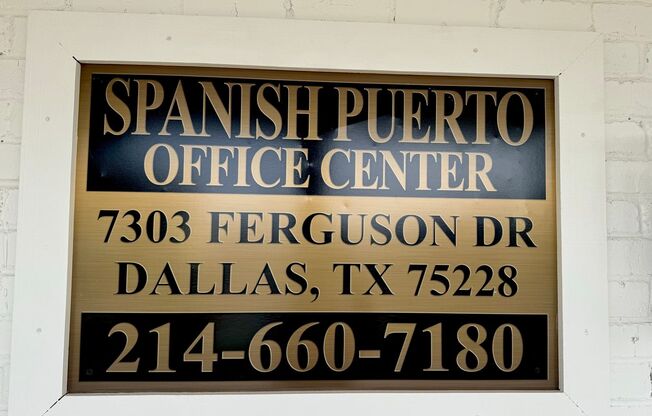 SPANISH PUERTO
OFFICE CENTER
7303 FERGUSON DR
DALLAS, TX 75228
214-660-7180